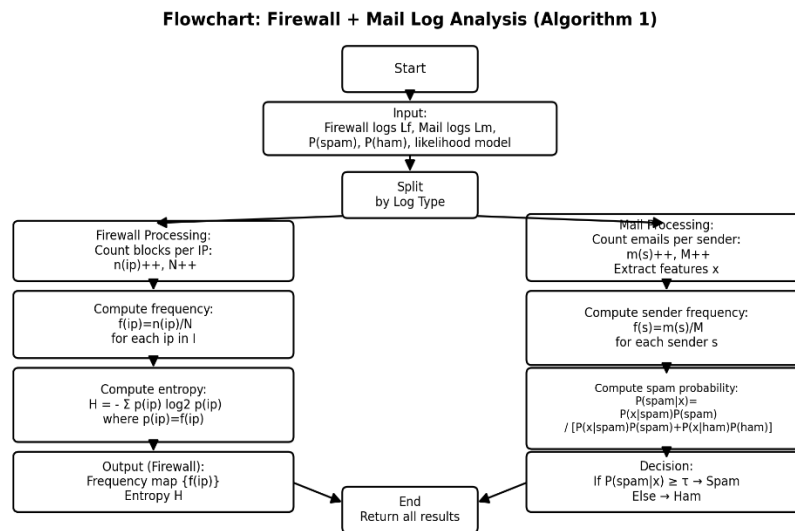 Flowchart: Firewall + Mail Log Analysis (Algorithm 1)
Start
Input:
Firewall logs Lf, Mail logs Lm,
P(spam), P(ham), likelihood model
Split
by Log Type
Firewall Processing:
Count blocks per IP:
n(ip)++, N++
Compute frequency:
f(ip)=n(ip)/N
for each ip in I
Compute entropy:
H = - Σ p(ip) log2 p(ip)
where p(ip)=f(ip)
Output (Firewall):
Frequency map {f(ip)}
Entropy H
Mail Processing:
Count emails per sender:
m(s)++, M++
Extract features x
Compute sender frequency:
f(s)=m(s)/M
for each sender s
Compute spam probability:
P(spam|x)=
P(x|spam)P(spam)
/ [P(x|spam)P(spam)+P(x|ham)P(ham)]
Decision:
If P(spam|x) ≥ τ → Spam
Else → Ham
End
Return all results